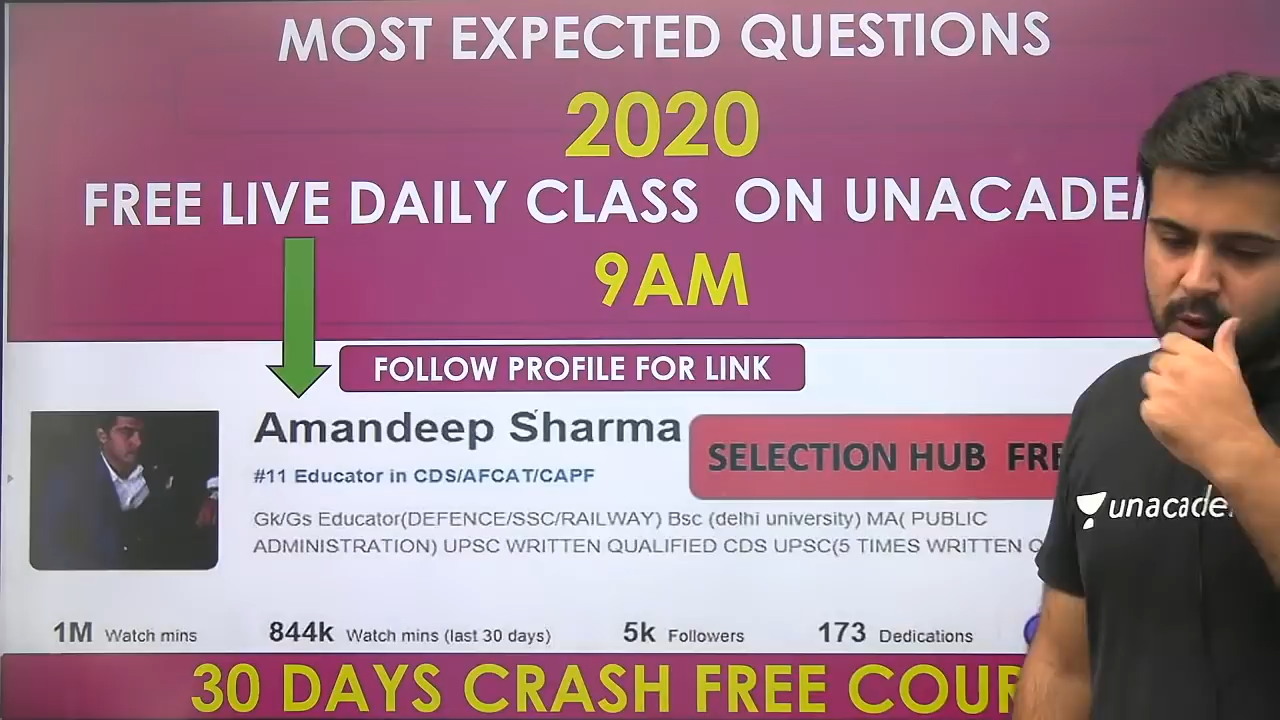 MOST EXPECTED QUESTIONS
2020
FREE LIVE DAILY CLASS ON UNACADEM
9AM
FOLLOW PROFILE FOR LINK
Amandeep Sharma
SELECTION HUB FRE
#11 Educator in CDS/AFCAT/CAPF
Gk/Gs Educator(DEFENCE/SSC/RAILWAY) Bsc (delhi university) MA( PUBLIC
ADMINISTRATION) UPSC WRITTEN QUALIFIED CDS UPSC(5 TIMES WRITTEN Q
unacade
1M Watch mins
844k Watch mins (last 30 days)
5k Followers
173 Dedications
30 DAYS CRASH FREE COUR